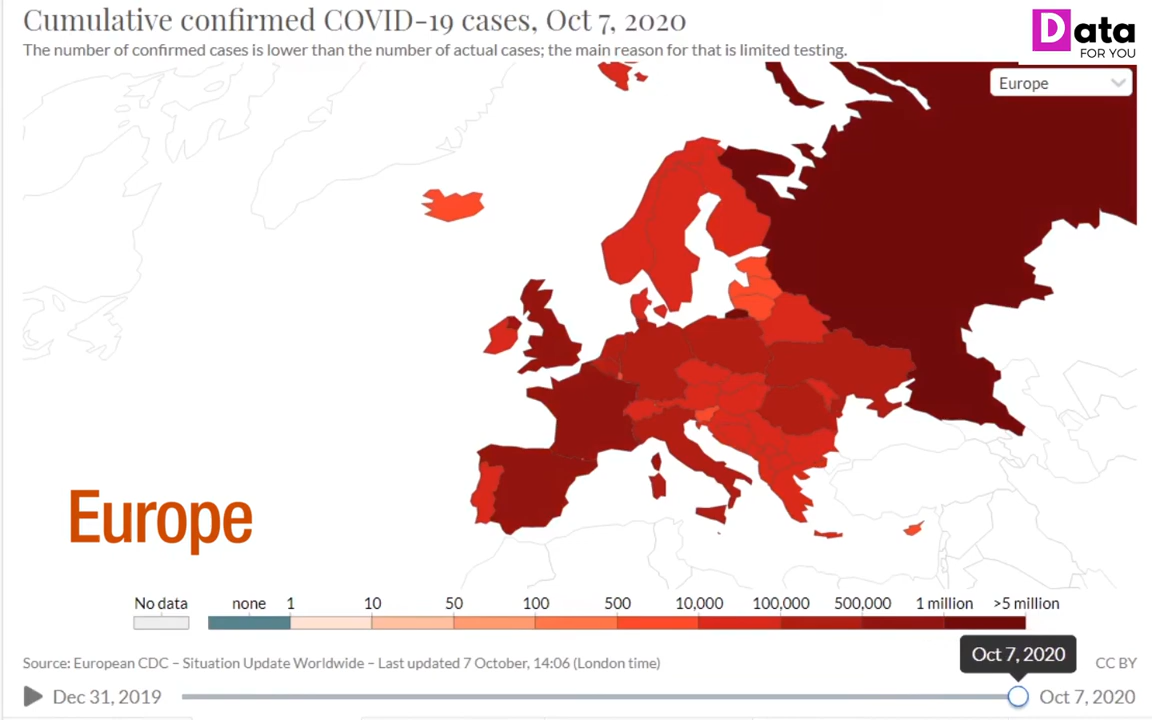 Cumulative confirmed COVID-19 cases, Oct 7, 2020
The number of confirmed cases is lower than the number of actual cases; the main reason for that is limited testing.
Data
FOR YOU
Europe
Europe
No data none 1 10 50 100 500 10,000 100,000 500,000 1 million >5 million
Oct 7, 2020
Source: European CDC – Situation Update Worldwide – Last updated 7 October, 14:06 (London time)
CC BY
Dec 31, 2019 Oct 7, 2020